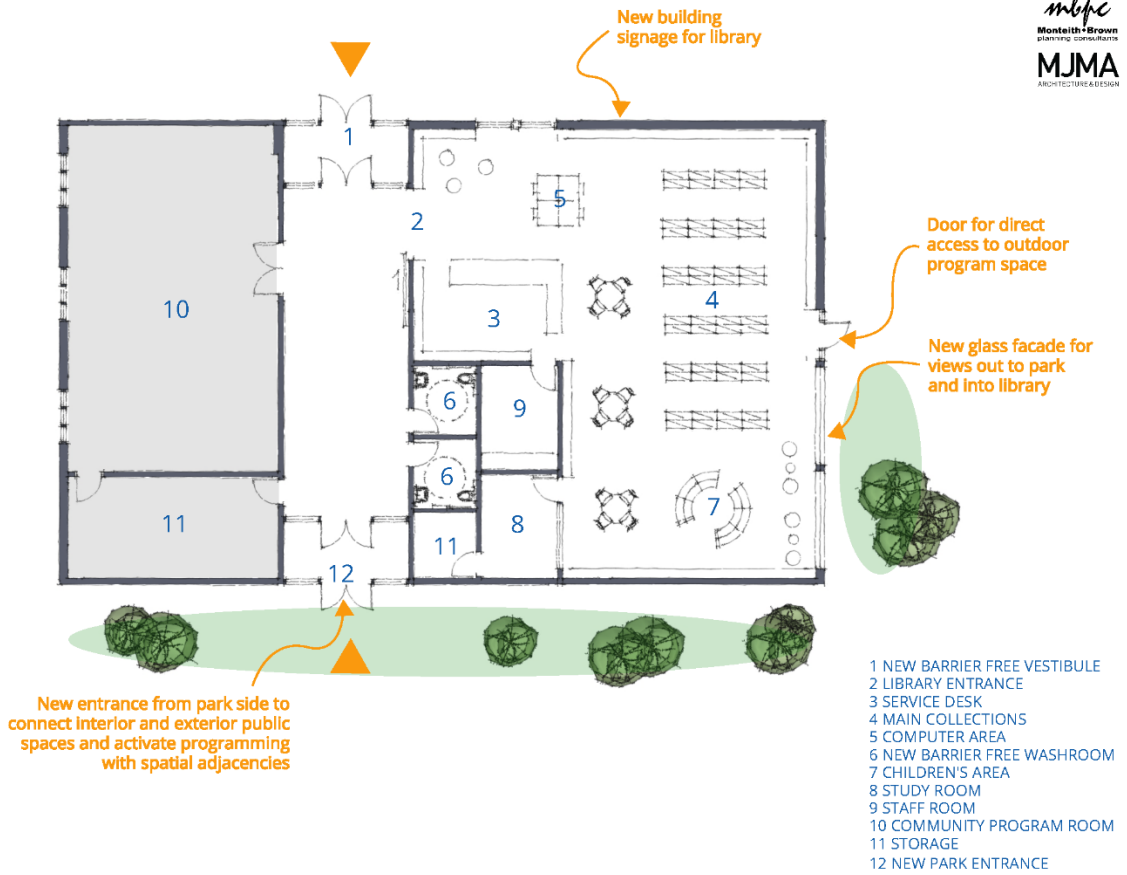 mbpc
Monteith+Brown
planning consultants
MJMA
ARCHITECTURE & DESIGN
New building
signage for library
1
2
5
10
4
3
Door for direct
access to outdoor
program space
New glass facade for
views out to park
and into library
6
9
6
7
11
8
11
12
New entrance from park side to
connect interior and exterior public
spaces and activate programming
with spatial adjacencies
1 NEW BARRIER FREE VESTIBULE
2 LIBRARY ENTRANCE
3 SERVICE DESK
4 MAIN COLLECTIONS
5 COMPUTER AREA
6 NEW BARRIER FREE WASHROOM
7 CHILDREN'S AREA
8 STUDY ROOM
9 STAFF ROOM
10 COMMUNITY PROGRAM ROOM
11 STORAGE
12 NEW PARK ENTRANCE